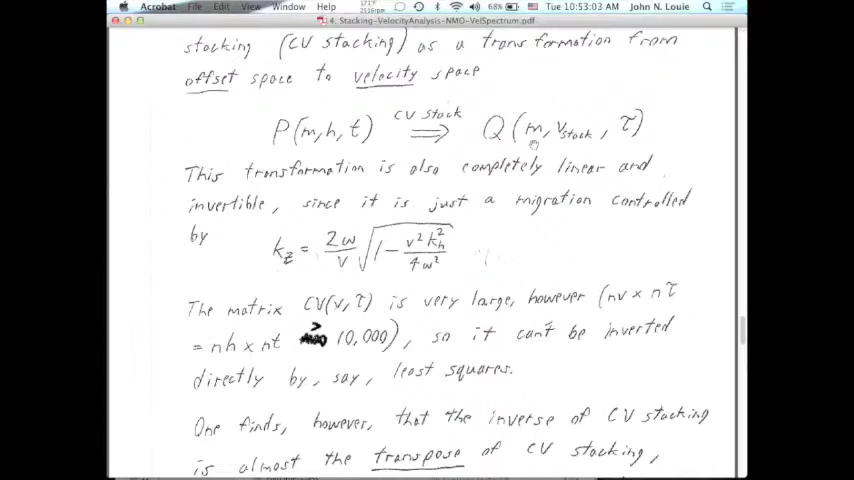 Acrobat File Edit View Window Help 68% Tue 10:53:03 AM John N. Louie
4. Stacking-VelocityAnalysis-NMO-VelSpectrum.pdf
stacking (CV stacking) as a transformation from
offset space to velocity space
P(m,h,t) CV stack ⇒ Q(m, Vstack, τ)
This transformation is also completely linear and
invertible, since it is just a migration controlled
by
kz = 2ω/v √(1 − v²kh²/4ω²)
The matrix CV(v,τ) is very large, however (nv x nτ
= nh x nt > 10,000), so it can't be inverted
directly by, say, least squares.
One finds, however, that the inverse of CV stacking
is almost the transpose of CV stacking,